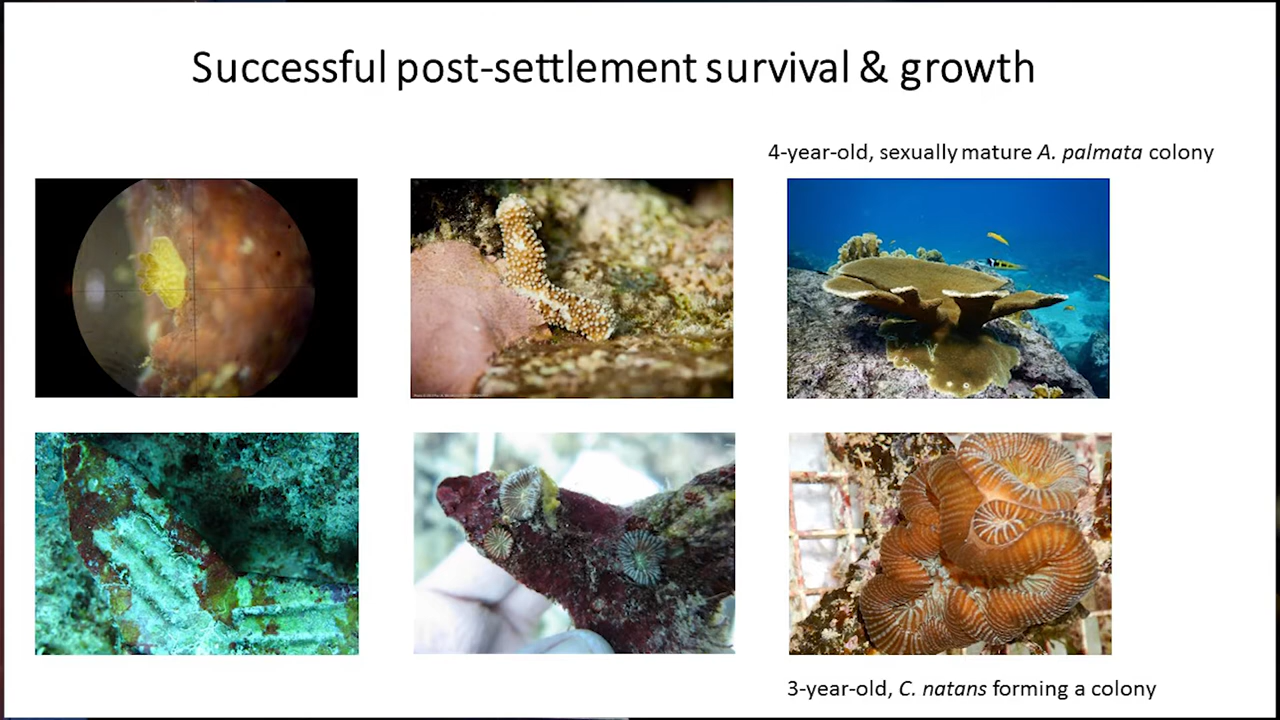 Successful post-settlement survival & growth
4-year-old, sexually mature A. palmata colony
3-year-old, C. natans forming a colony